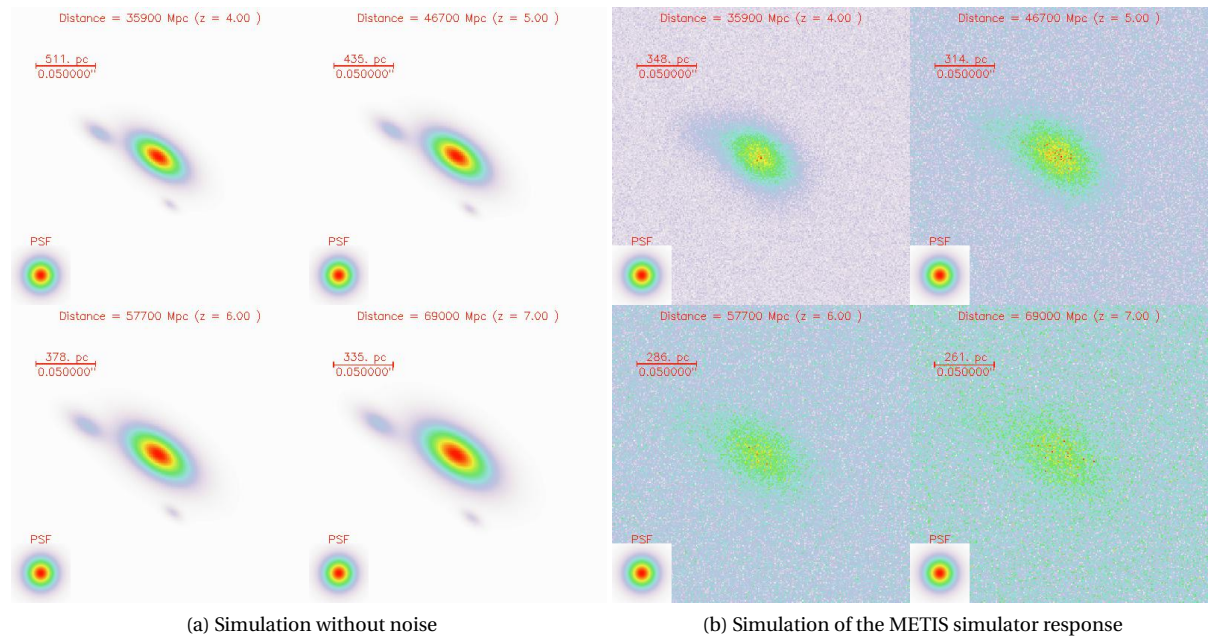 Distance = 35900 Mpc (z = 4.00 )
511. pc
0.050000"
PSF
Distance = 46700 Mpc (z = 5.00 )
435. pc
0.050000"
PSF
Distance = 57700 Mpc (z = 6.00 )
378. pc
0.050000"
PSF
Distance = 69000 Mpc (z = 7.00 )
335. pc
0.050000"
PSF
(a) Simulation without noise
Distance = 35900 Mpc (z = 4.00 )
348. pc
0.050000"
PSF
Distance = 46700 Mpc (z = 5.00 )
314. pc
0.050000"
PSF
Distance = 57700 Mpc (z = 6.00 )
286. pc
0.050000"
PSF
Distance = 69000 Mpc (z = 7.00 )
261. pc
0.050000"
PSF
(b) Simulation of the METIS simulator response